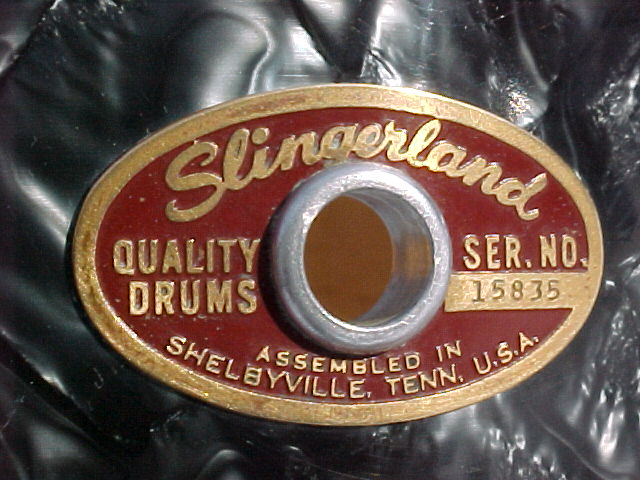 Slingerland
QUALITY
DRUMS
SER. NO.
15835
ASSEMBLED IN
SHELBYVILLE, TENN. U.S.A.